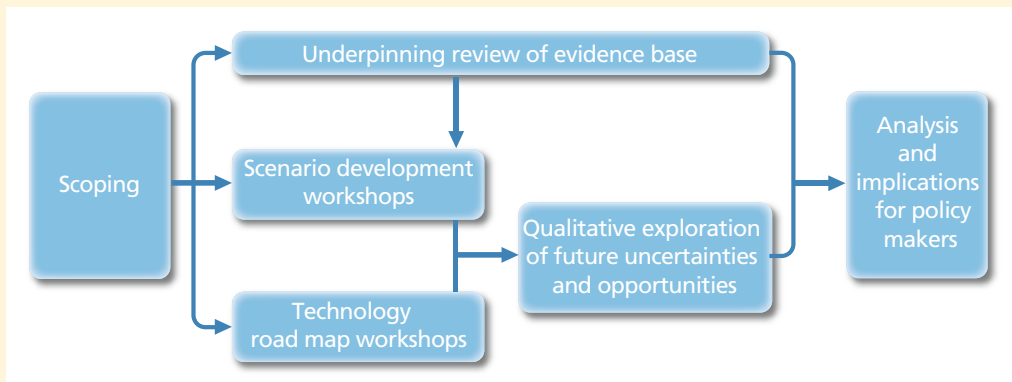 Underpinning review of evidence base
Scoping
Scenario development
workshops
Technology
road map workshops
Qualitative exploration
of future uncertainties
and opportunities
Analysis
and
implications
for policy
makers